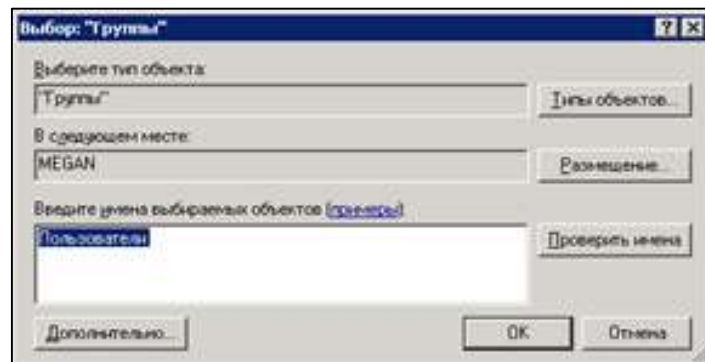 Выбор: "Группы"
Выберите тип объекта:
"Группы"
Типы объектов...
В следующем месте:
MEGAN
Размещение...
Введите имена выбираемых объектов (примеры):
Пользователи
Проверить имена
Дополнительно...
OK
Отмена